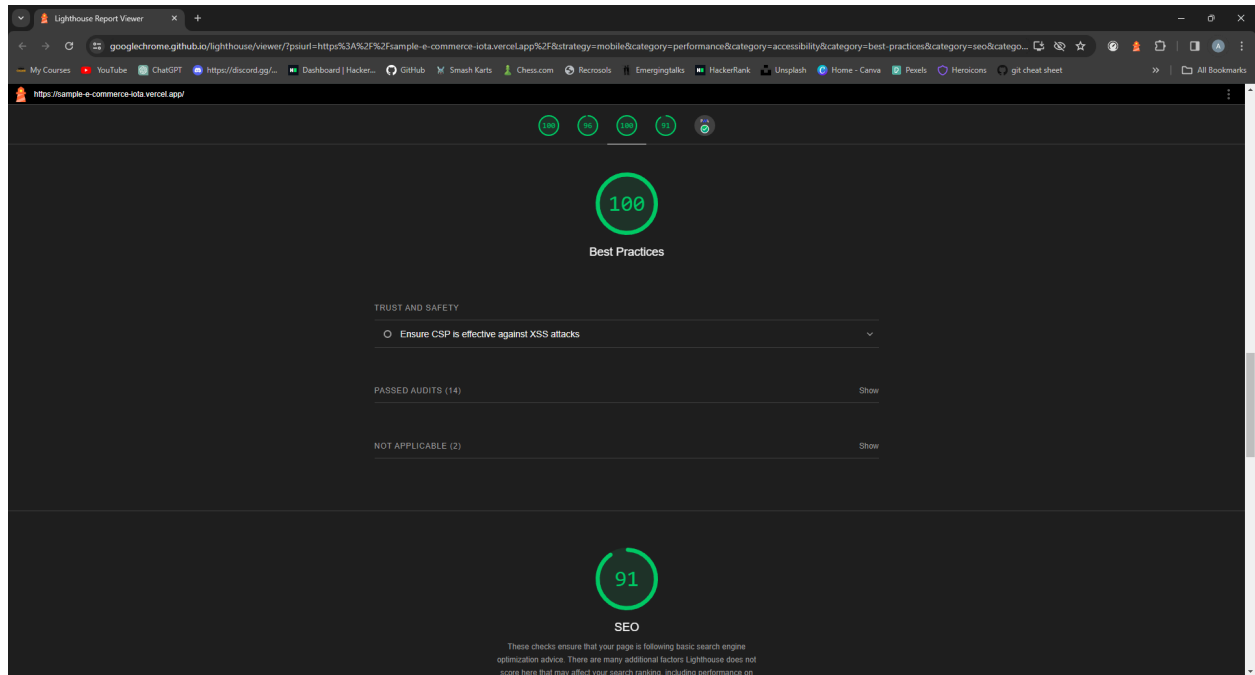 Lighthouse Report Viewer
googlechrome.github.io/lighthouse/viewer/?psiurl=https%3A%2F%2Fsample-e-commerce-iota.vercel.app%2F&strategy=mobile&category=performance&category=accessibility&category=best-practices&category=seo&catego...
My Courses YouTube ChatGPT https://discord.gg/... Dashboard | Hacker... GitHub Smash Karts Chess.com Recrosols Emergingtalks HackerRank Unsplash Home - Canva Pexels Heroicons git cheat sheet » All Bookmarks
https://sample-e-commerce-iota.vercel.app/
100 96 100 91
100
Best Practices
TRUST AND SAFETY
Ensure CSP is effective against XSS attacks
PASSED AUDITS (14) Show
NOT APPLICABLE (2) Show
91
SEO
These checks ensure that your page is following basic search engine
optimization advice. There are many additional factors Lighthouse does not
score here that may affect your search ranking, including performance on